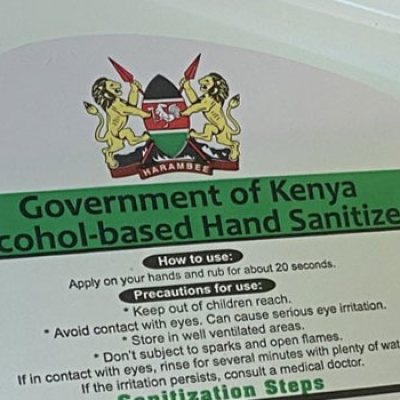 HARAMBEE
Government of Kenya
cohol-based Hand Sanitize
How to use:
Apply on your hands and rub for about 20 seconds.
Precautions for use:
* Keep out of children reach.
* Avoid contact with eyes. Can cause serious eye irritation.
* Store in well ventilated areas.
* Don't subject to sparks and open flames.
If in contact with eyes, rinse for several minutes with plenty of wat
If the irritation persists, consult a medical doctor.
Sanitization Steps